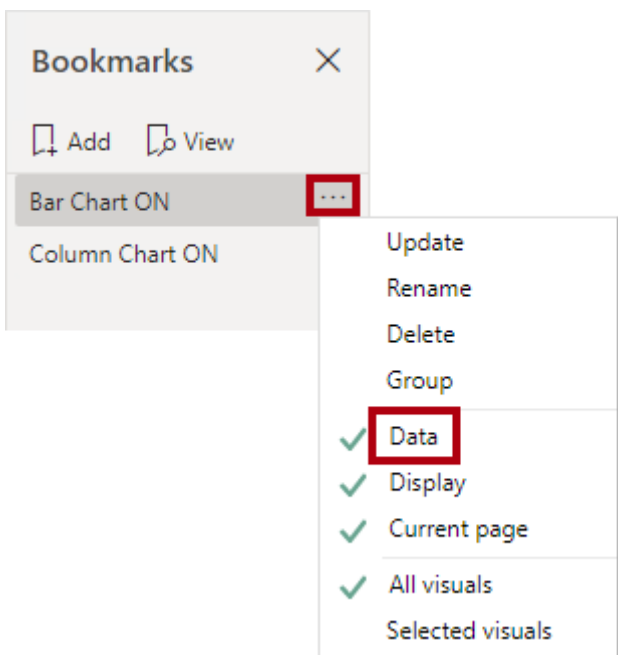 Bookmarks
Add View
Bar Chart ON ...
Column Chart ON
Update
Rename
Delete
Group
Data
Display
Current page
All visuals
Selected visuals